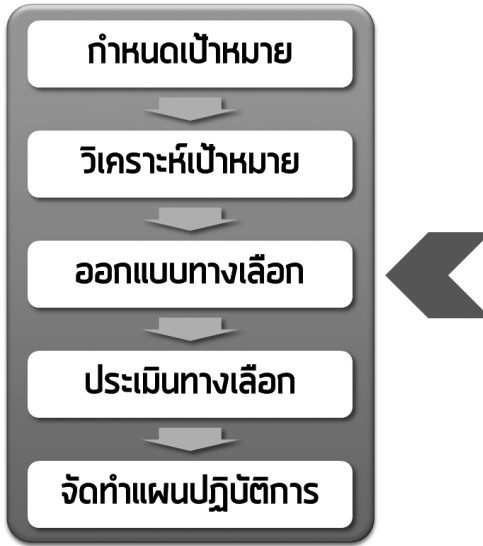 กำหนดเป้าหมาย
วิเคราะห์เป้าหมาย
ออกแบบทางเลือก
ประเมินทางเลือก
จัดทำแผนปฏิบัติการ